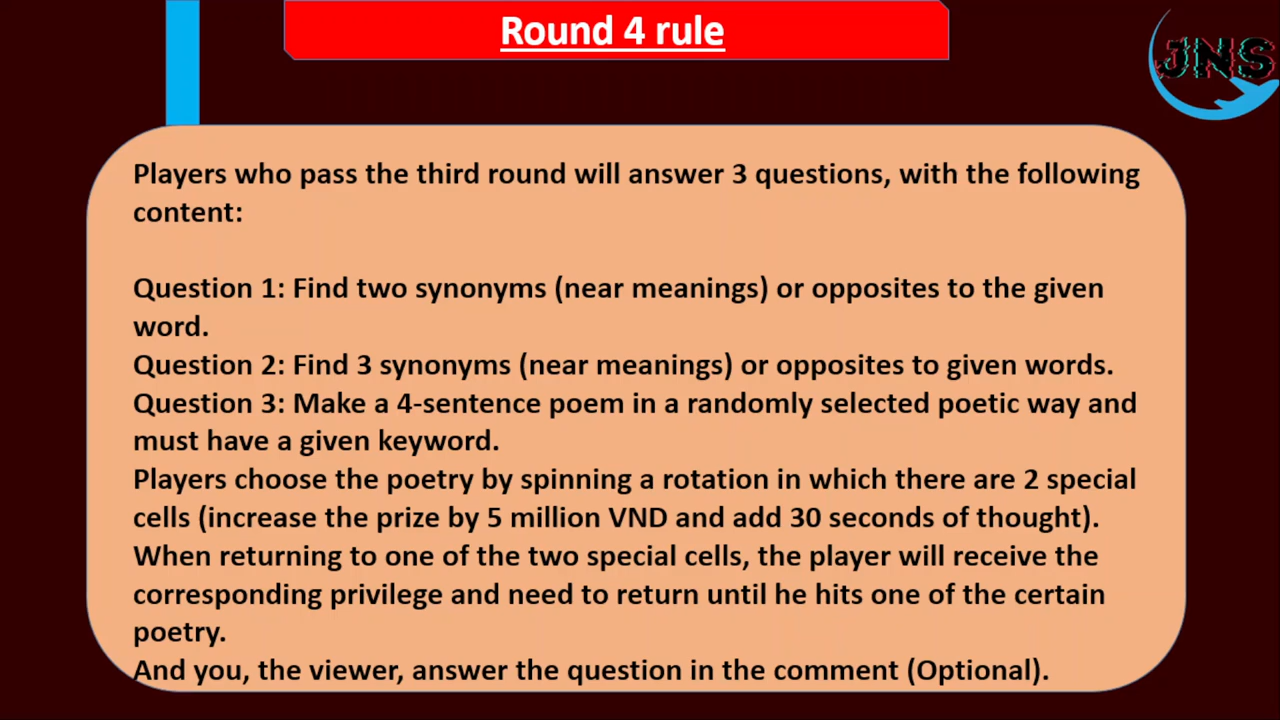 Round 4 rule
JNS
Players who pass the third round will answer 3 questions, with the following
content:
Question 1: Find two synonyms (near meanings) or opposites to the given
word.
Question 2: Find 3 synonyms (near meanings) or opposites to given words.
Question 3: Make a 4-sentence poem in a randomly selected poetic way and
must have a given keyword.
Players choose the poetry by spinning a rotation in which there are 2 special
cells (increase the prize by 5 million VND and add 30 seconds of thought).
When returning to one of the two special cells, the player will receive the
corresponding privilege and need to return until he hits one of the certain
poetry.
And you, the viewer, answer the question in the comment (Optional).